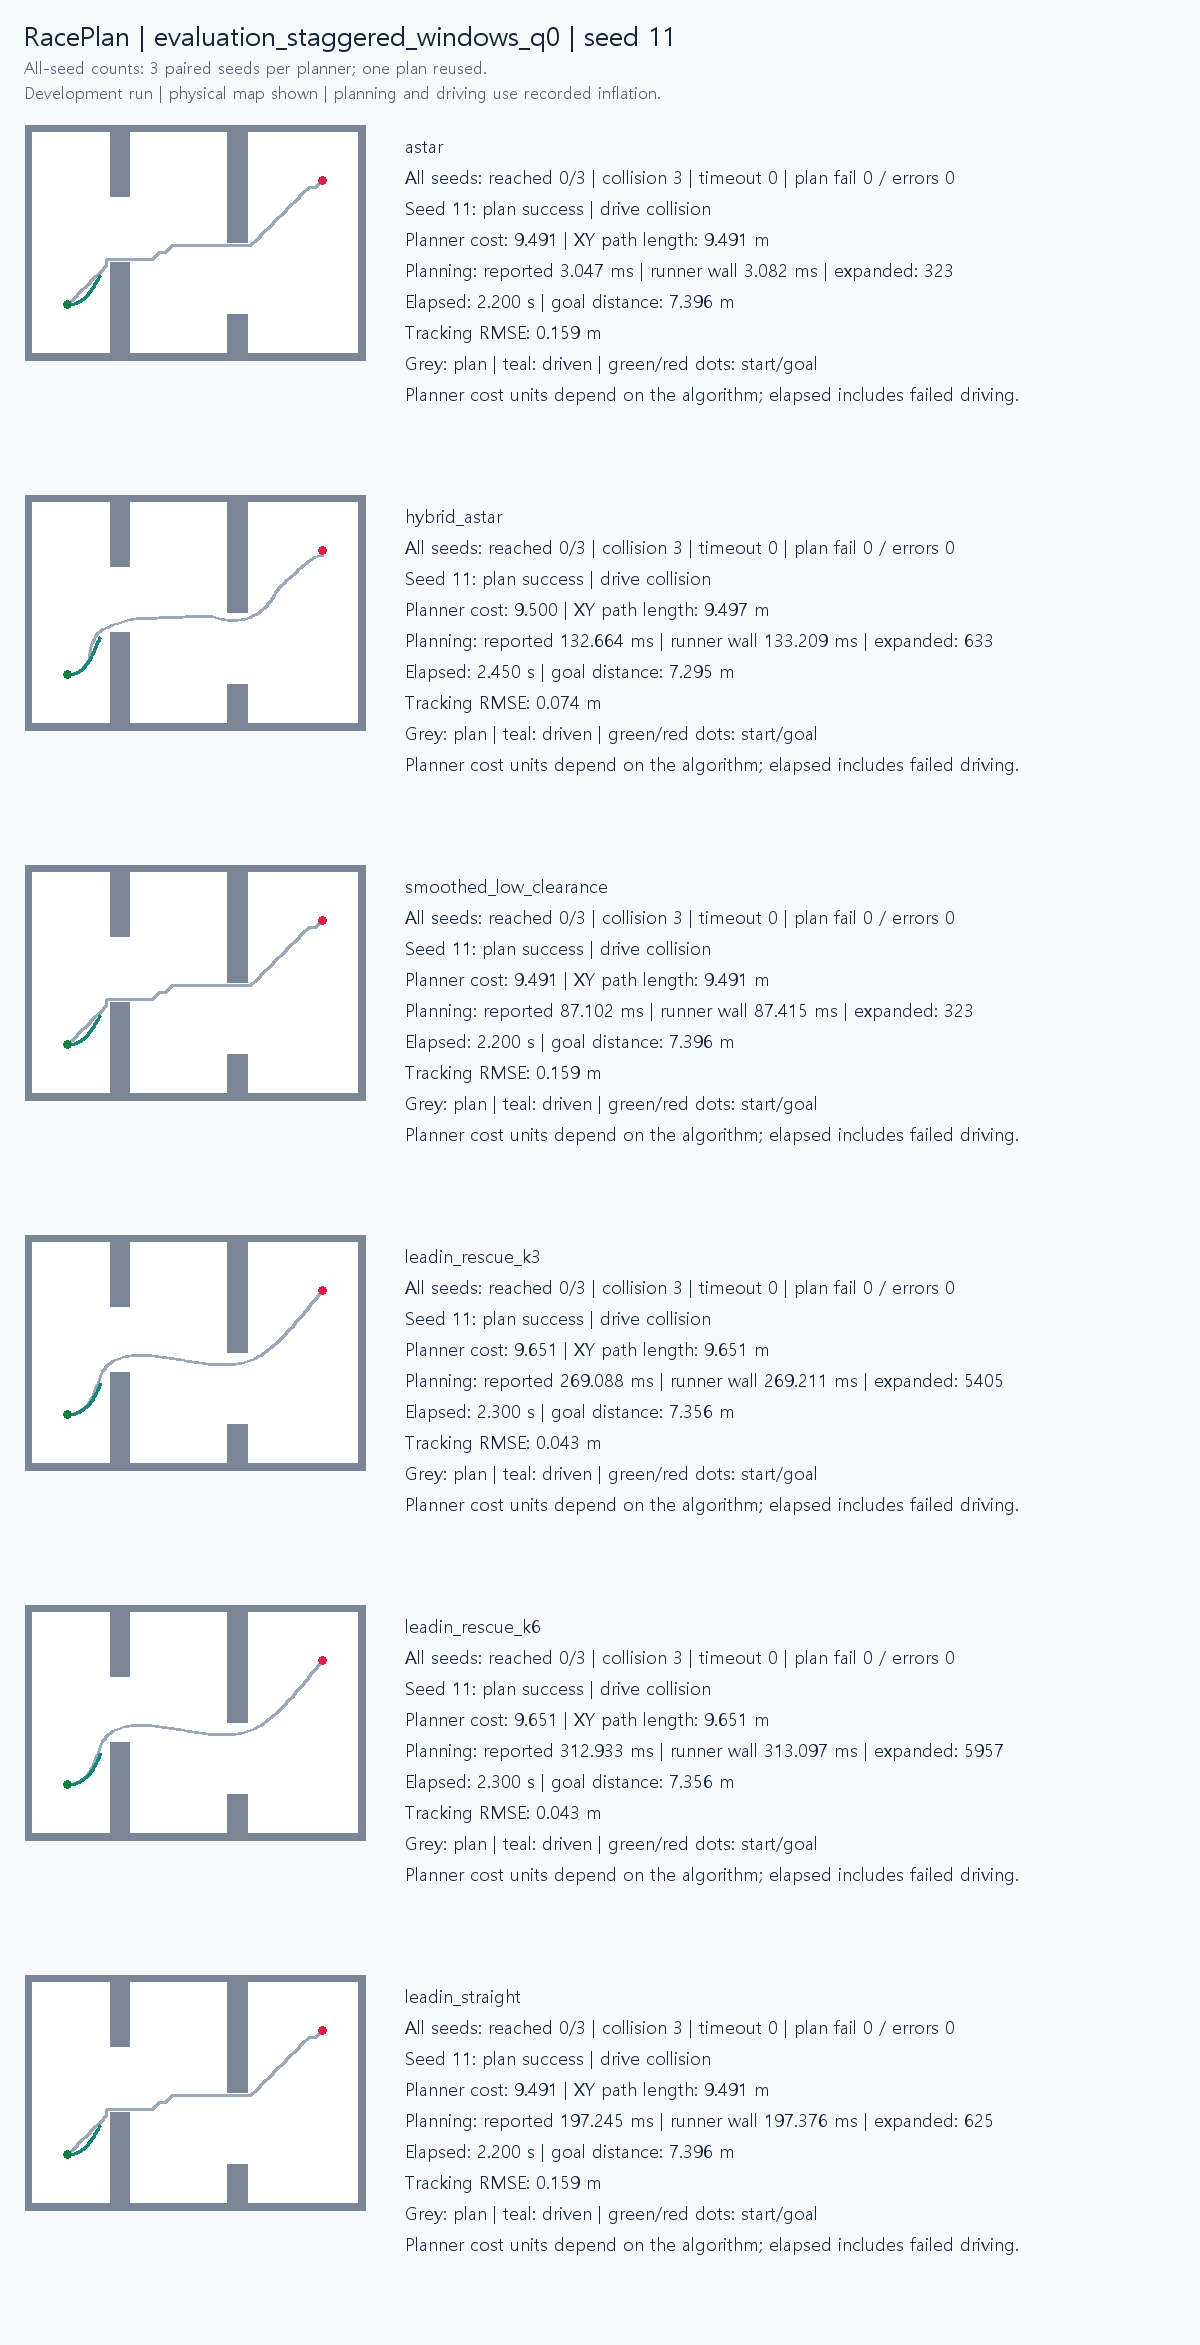 RacePlan | evaluation_staggered_windows_q0 | seed 11
All-seed counts: 3 paired seeds per planner; one plan reused.
Development run | physical map shown | planning and driving use recorded inflation.
astar
All seeds: reached 0/3 | collision 3 | timeout 0 | plan fail 0 / errors 0
Seed 11: plan success | drive collision
Planner cost: 9.491 | XY path length: 9.491 m
Planning: reported 3.047 ms | runner wall 3.082 ms | expanded: 323
Elapsed: 2.200 s | goal distance: 7.396 m
Tracking RMSE: 0.159 m
Grey: plan | teal: driven | green/red dots: start/goal
Planner cost units depend on the algorithm; elapsed includes failed driving.
hybrid_astar
All seeds: reached 0/3 | collision 3 | timeout 0 | plan fail 0 / errors 0
Seed 11: plan success | drive collision
Planner cost: 9.500 | XY path length: 9.497 m
Planning: reported 132.664 ms | runner wall 133.209 ms | expanded: 633
Elapsed: 2.450 s | goal distance: 7.295 m
Tracking RMSE: 0.074 m
Grey: plan | teal: driven | green/red dots: start/goal
Planner cost units depend on the algorithm; elapsed includes failed driving.
smoothed_low_clearance
All seeds: reached 0/3 | collision 3 | timeout 0 | plan fail 0 / errors 0
Seed 11: plan success | drive collision
Planner cost: 9.491 | XY path length: 9.491 m
Planning: reported 87.102 ms | runner wall 87.415 ms | expanded: 323
Elapsed: 2.200 s | goal distance: 7.396 m
Tracking RMSE: 0.159 m
Grey: plan | teal: driven | green/red dots: start/goal
Planner cost units depend on the algorithm; elapsed includes failed driving.
leadin_rescue_k3
All seeds: reached 0/3 | collision 3 | timeout 0 | plan fail 0 / errors 0
Seed 11: plan success | drive collision
Planner cost: 9.651 | XY path length: 9.651 m
Planning: reported 269.088 ms | runner wall 269.211 ms | expanded: 5405
Elapsed: 2.300 s | goal distance: 7.356 m
Tracking RMSE: 0.043 m
Grey: plan | teal: driven | green/red dots: start/goal
Planner cost units depend on the algorithm; elapsed includes failed driving.
leadin_rescue_k6
All seeds: reached 0/3 | collision 3 | timeout 0 | plan fail 0 / errors 0
Seed 11: plan success | drive collision
Planner cost: 9.651 | XY path length: 9.651 m
Planning: reported 312.933 ms | runner wall 313.097 ms | expanded: 5957
Elapsed: 2.300 s | goal distance: 7.356 m
Tracking RMSE: 0.043 m
Grey: plan | teal: driven | green/red dots: start/goal
Planner cost units depend on the algorithm; elapsed includes failed driving.
leadin_straight
All seeds: reached 0/3 | collision 3 | timeout 0 | plan fail 0 / errors 0
Seed 11: plan success | drive collision
Planner cost: 9.491 | XY path length: 9.491 m
Planning: reported 197.245 ms | runner wall 197.376 ms | expanded: 625
Elapsed: 2.200 s | goal distance: 7.396 m
Tracking RMSE: 0.159 m
Grey: plan | teal: driven | green/red dots: start/goal
Planner cost units depend on the algorithm; elapsed includes failed driving.